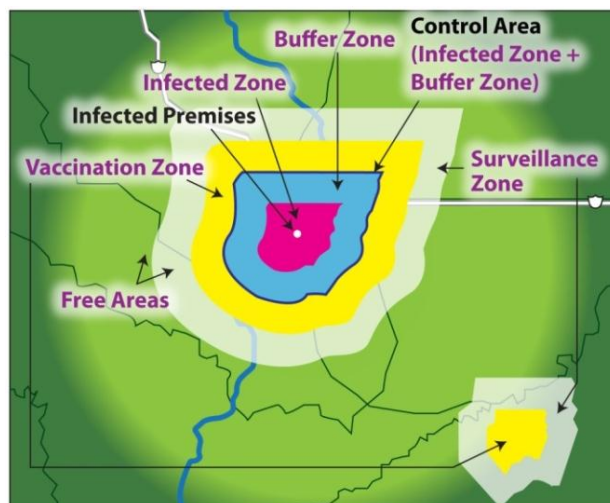 Buffer Zone
Control Area
(Infected Zone +
Buffer Zone)
Infected Zone
Infected Premises
Vaccination Zone
Surveillance
Zone
Free Areas